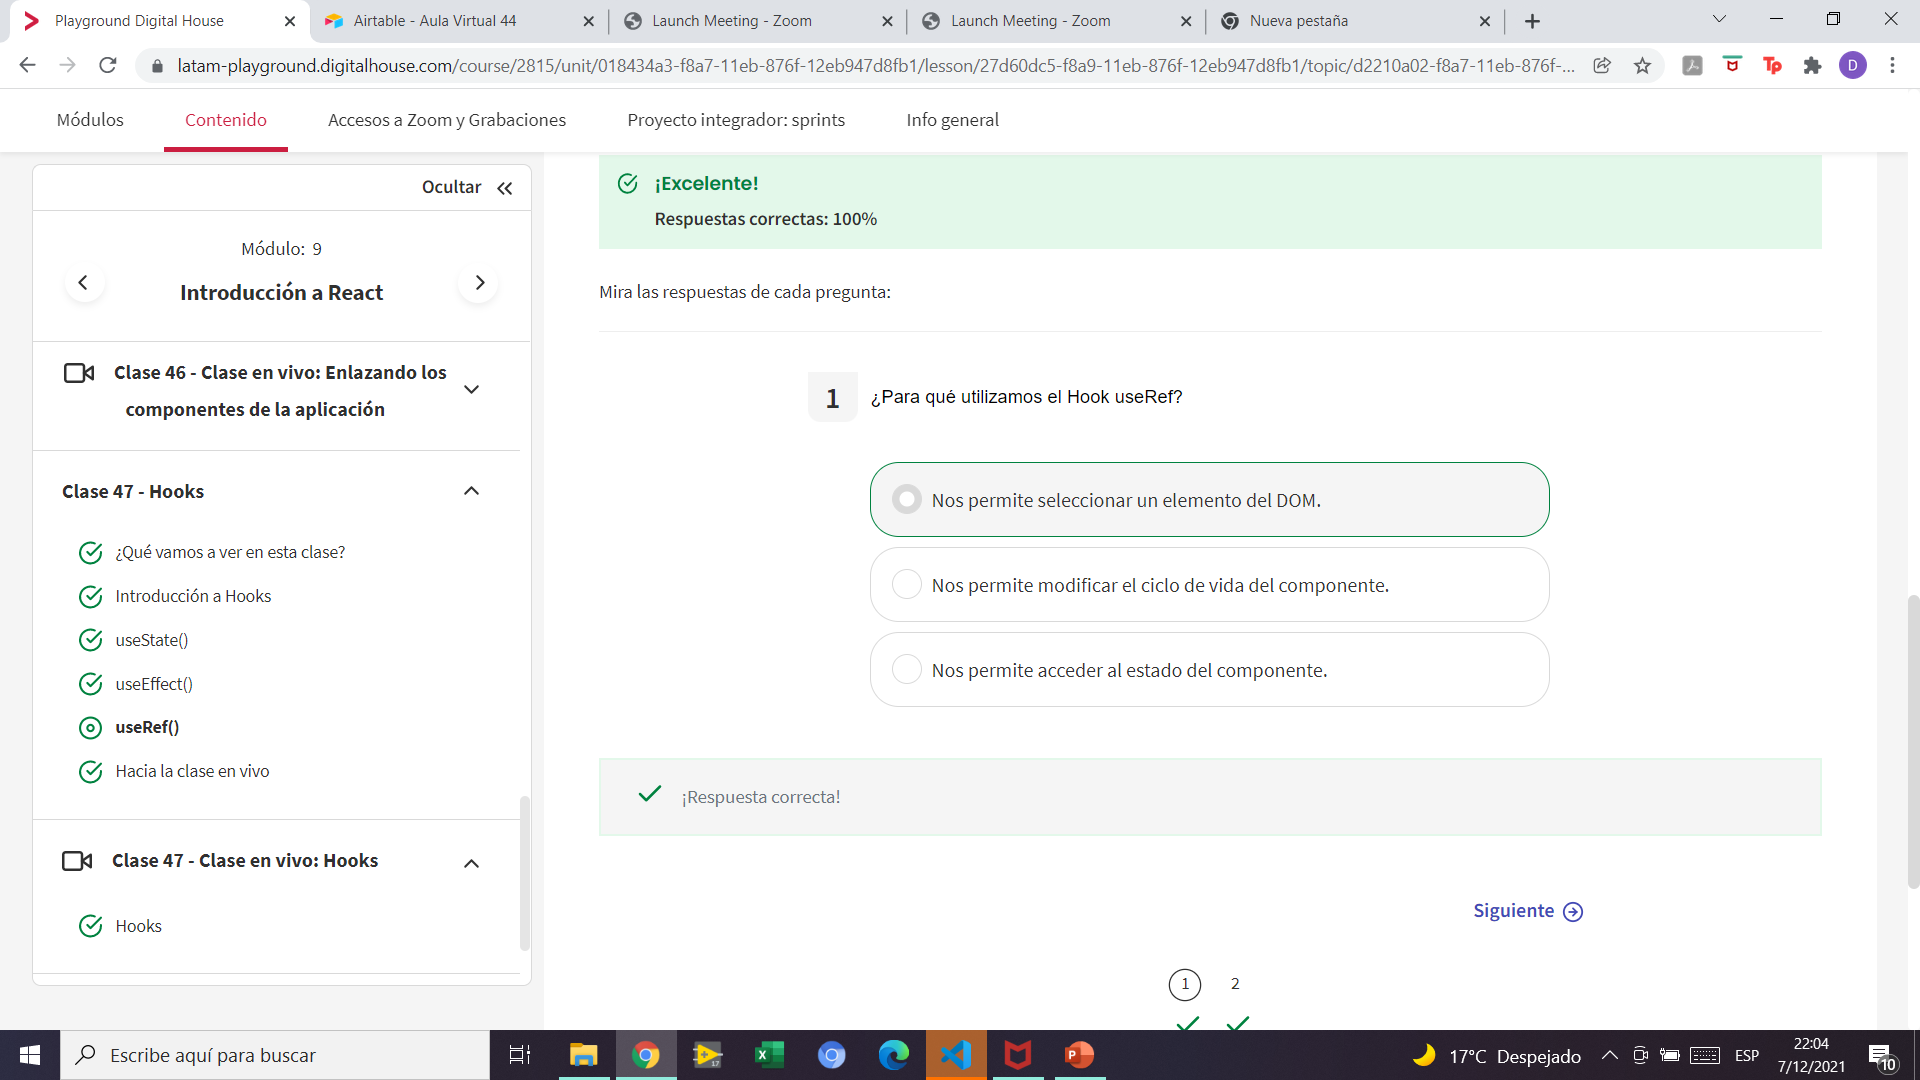 Playground Digital House
Airtable - Aula Virtual 44
Launch Meeting - Zoom
Launch Meeting - Zoom
Nueva pestaña
latam-playground.digitalhouse.com/course/2815/unit/018434a3-f8a7-11eb-876f-12eb947d8fb1/lesson/27d60dc5-f8a9-11eb-876f-12eb947d8fb1/topic/d2210a02-f8a7-11eb-876f-...
Tp
D
Módulos
Contenido
Accesos a Zoom y Grabaciones
Proyecto integrador: sprints
Info general
Ocultar
Módulo: 9
Introducción a React
Clase 46 - Clase en vivo: Enlazando los
componentes de la aplicación
Clase 47 - Hooks
¿Qué vamos a ver en esta clase?
Introducción a Hooks
useState()
useEffect()
useRef()
Hacia la clase en vivo
Clase 47 - Clase en vivo: Hooks
Hooks
¡Excelente!
Respuestas correctas: 100%
Mira las respuestas de cada pregunta:
1 ¿Para qué utilizamos el Hook useRef?
Nos permite seleccionar un elemento del DOM.
Nos permite modificar el ciclo de vida del componente.
Nos permite acceder al estado del componente.
¡Respuesta correcta!
Siguiente
1 2
Escribe aquí para buscar
17°C Despejado
ESP
22:04
7/12/2021
10